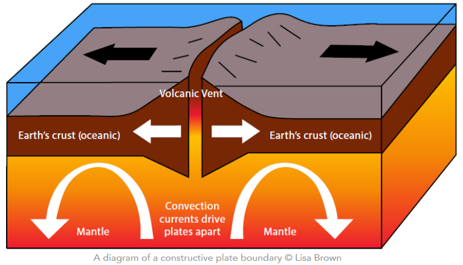 Volcanic Vent
Earth's crust (oceanic)
Earth's crust (oceanic)
Convection
currents drive
plates apart
Mantle
Mantle
A diagram of a constructive plate boundary © Lisa Brown